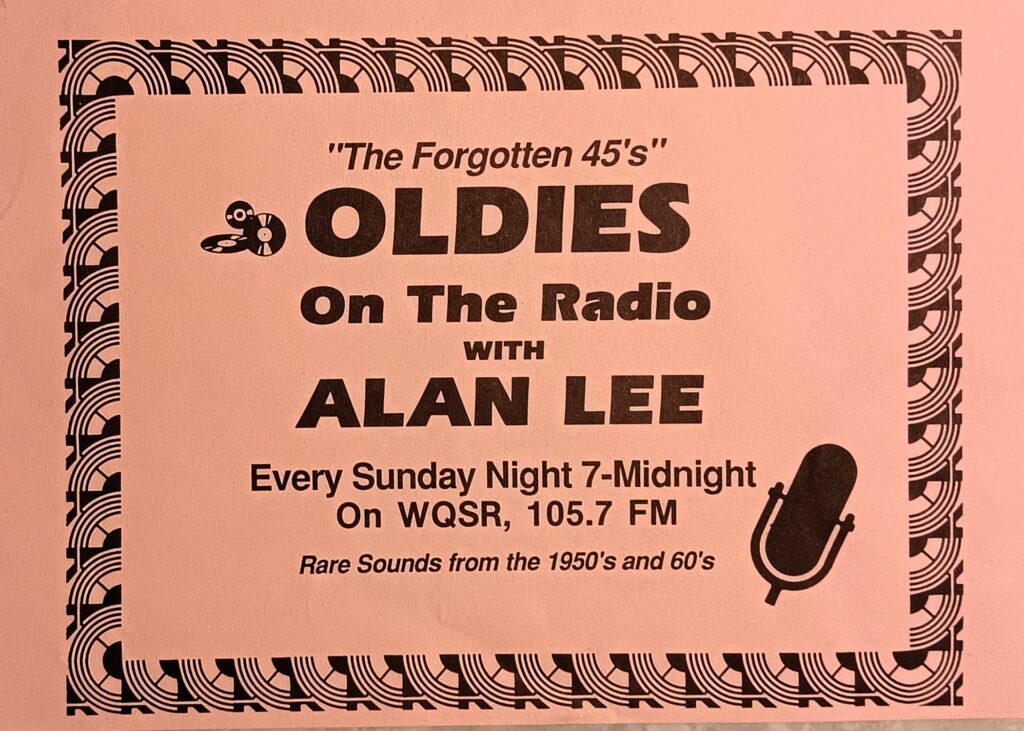 "The Forgotten 45's"
OLDIES
On The Radio
WITH
ALAN LEE
Every Sunday Night 7-Midnight
On WQSR, 105.7 FM
Rare Sounds from the 1950's and 60's